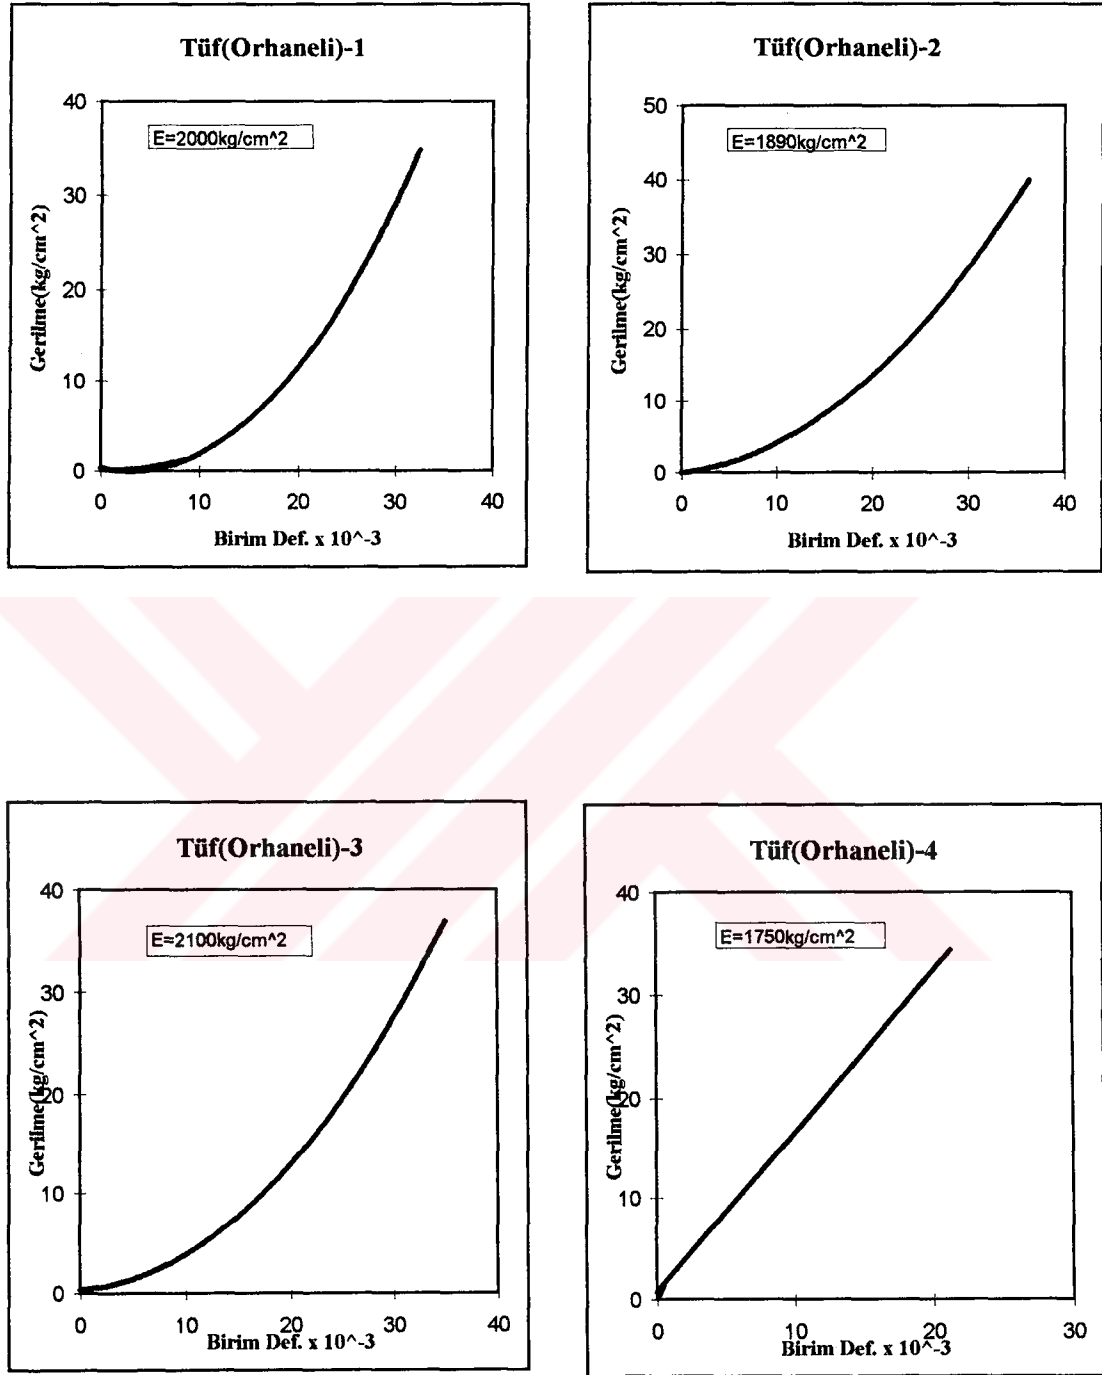 Tüf(Orhaneli)-1
E=2000kg/cm^2
Gerilme(kg/cm^2)
40
30
20
10
0
0 10 20 30 40
Birim Def. x 10^-3
Tüf(Orhaneli)-2
E=1890kg/cm^2
Gerilme(kg/cm^2)
50
40
30
20
10
0
0 10 20 30 40
Birim Def. x 10^-3
Tüf(Orhaneli)-3
E=2100kg/cm^2
Gerilme(kg/cm^2)
40
30
20
10
0
0 10 20 30 40
Birim Def. x 10^-3
Tüf(Orhaneli)-4
E=1750kg/cm^2
Gerilme(kg/cm^2)
40
30
20
10
0
0 10 20 30
Birim Def. x 10^-3